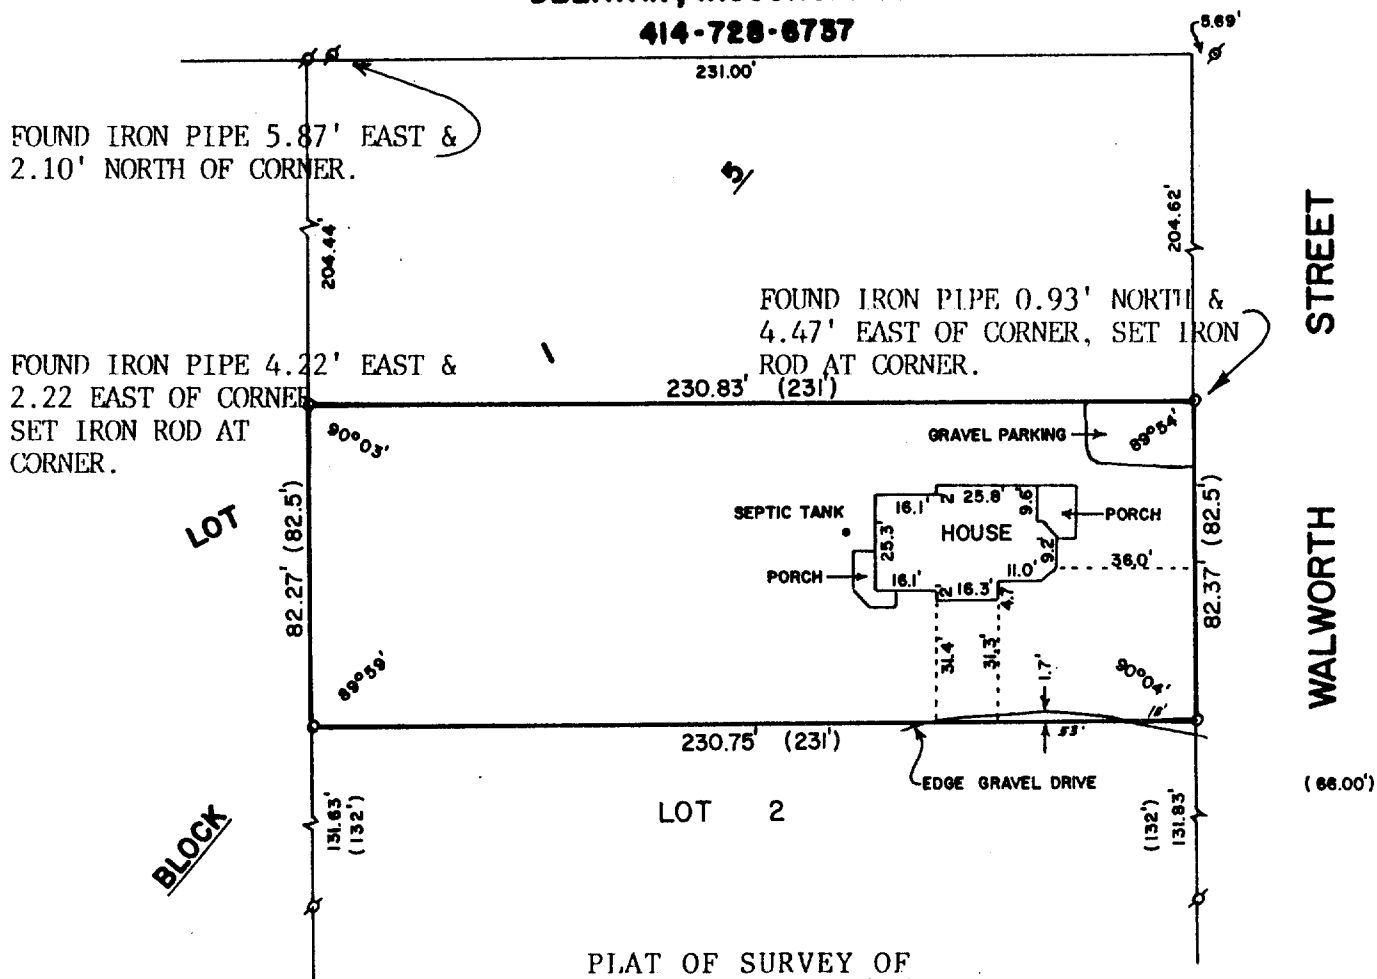 414-728-6737
5.69'
231.00'
FOUND IRON PIPE 5.87' EAST &
2.10' NORTH OF CORNER.
5
204.44'
204.62'
STREET
FOUND IRON PIPE 0.93' NORTH &
4.47' EAST OF CORNER, SET IRON
ROD AT CORNER.
FOUND IRON PIPE 4.22' EAST &
2.22 EAST OF CORNER
SET IRON ROD AT
CORNER.
1
230.83' (231')
90°03'
GRAVEL PARKING
89°54'
LOT
82.27' (82.5')
SEPTIC TANK
16.1'
2'
25.8'
9.6'
HOUSE
PORCH
25.3'
9.2'
PORCH
16.1'
2'
16.3'
4.7'
11.0'
36.0'
82.37' (82.5')
WALWORTH
31.4'
31.3'
1.7'
89°59'
90°04'
18'
53'
230.75' (231')
EDGE GRAVEL DRIVE
(66.00')
LOT 2
131.63'
(132')
(132')
131.83'
BLOCK
PLAT OF SURVEY OF